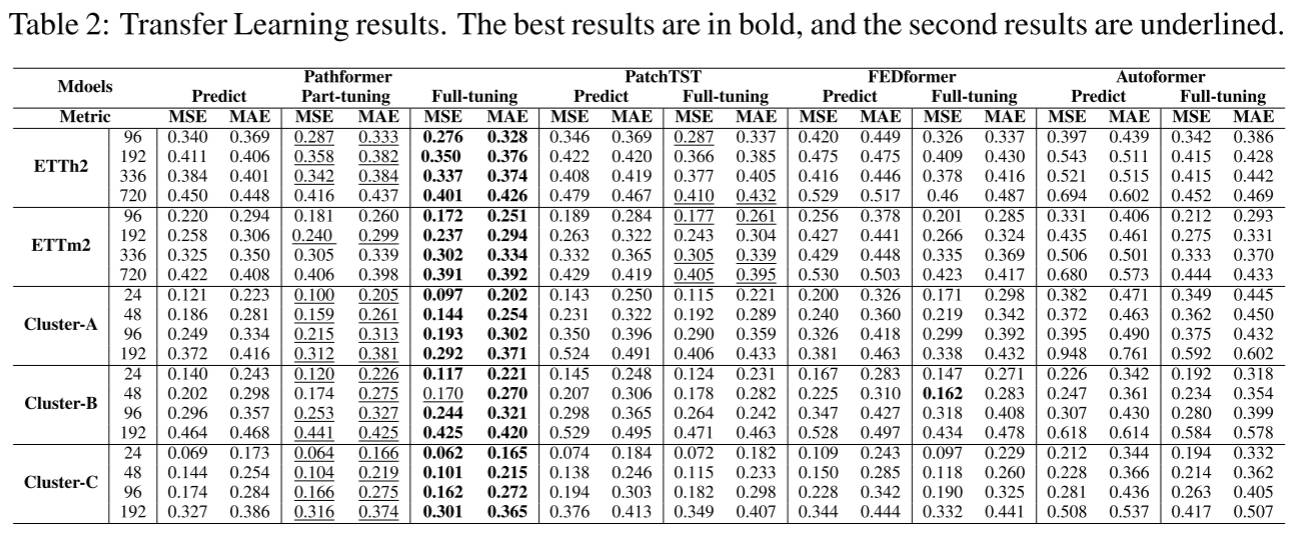 Table 2: Transfer Learning results. The best results are in bold, and the second results are underlined.
Mdoels Pathformer PatchTST FEDformer Autoformer
Predict Part-tuning Full-tuning Predict Full-tuning Predict Full-tuning Predict Full-tuning
Metric MSE MAE MSE MAE MSE MAE MSE MAE MSE MAE MSE MAE MSE MAE MSE MAE MSE MAE
ETTh2 96 0.340 0.369 0.287 0.333 0.276 0.328 0.346 0.369 0.287 0.337 0.420 0.449 0.326 0.337 0.397 0.439 0.342 0.386
192 0.411 0.406 0.358 0.382 0.350 0.376 0.422 0.420 0.366 0.385 0.475 0.475 0.409 0.430 0.543 0.511 0.415 0.428
336 0.384 0.401 0.342 0.384 0.337 0.374 0.408 0.419 0.377 0.405 0.416 0.446 0.378 0.416 0.521 0.515 0.415 0.442
720 0.450 0.448 0.416 0.437 0.401 0.426 0.479 0.467 0.410 0.432 0.529 0.517 0.46 0.487 0.694 0.602 0.452 0.469
ETTm2 96 0.220 0.294 0.181 0.260 0.172 0.251 0.189 0.284 0.177 0.261 0.256 0.378 0.201 0.285 0.331 0.406 0.212 0.293
192 0.258 0.306 0.240 0.299 0.237 0.294 0.263 0.322 0.243 0.304 0.427 0.441 0.266 0.324 0.435 0.461 0.275 0.331
336 0.325 0.350 0.305 0.339 0.302 0.334 0.332 0.365 0.305 0.339 0.429 0.448 0.335 0.369 0.506 0.501 0.333 0.370
720 0.422 0.408 0.406 0.398 0.391 0.392 0.429 0.419 0.405 0.395 0.530 0.503 0.423 0.417 0.680 0.573 0.444 0.433
Cluster-A 24 0.121 0.223 0.100 0.205 0.097 0.202 0.143 0.250 0.115 0.221 0.200 0.326 0.171 0.298 0.382 0.471 0.349 0.445
48 0.186 0.281 0.159 0.261 0.144 0.254 0.231 0.322 0.192 0.289 0.240 0.360 0.219 0.342 0.372 0.463 0.362 0.450
96 0.249 0.334 0.215 0.313 0.193 0.302 0.350 0.396 0.290 0.359 0.326 0.418 0.299 0.392 0.395 0.490 0.375 0.432
192 0.372 0.416 0.312 0.381 0.292 0.371 0.524 0.491 0.406 0.433 0.381 0.463 0.338 0.432 0.948 0.761 0.592 0.602
Cluster-B 24 0.140 0.243 0.120 0.226 0.117 0.221 0.145 0.248 0.124 0.231 0.167 0.283 0.147 0.271 0.226 0.342 0.192 0.318
48 0.202 0.298 0.174 0.275 0.170 0.270 0.207 0.306 0.178 0.282 0.225 0.310 0.162 0.283 0.247 0.361 0.234 0.354
96 0.296 0.357 0.253 0.327 0.244 0.321 0.298 0.365 0.264 0.242 0.347 0.427 0.318 0.408 0.307 0.430 0.280 0.399
192 0.464 0.468 0.441 0.425 0.425 0.420 0.529 0.495 0.471 0.463 0.528 0.497 0.434 0.478 0.618 0.614 0.584 0.578
Cluster-C 24 0.069 0.173 0.064 0.166 0.062 0.165 0.074 0.184 0.072 0.182 0.109 0.243 0.097 0.229 0.212 0.344 0.194 0.332
48 0.144 0.254 0.104 0.219 0.101 0.215 0.138 0.246 0.115 0.233 0.150 0.285 0.118 0.260 0.228 0.366 0.214 0.362
96 0.174 0.284 0.166 0.275 0.162 0.272 0.194 0.303 0.182 0.298 0.228 0.342 0.190 0.325 0.281 0.436 0.263 0.405
192 0.327 0.386 0.316 0.374 0.301 0.365 0.376 0.413 0.349 0.407 0.344 0.444 0.332 0.441 0.508 0.537 0.417 0.507